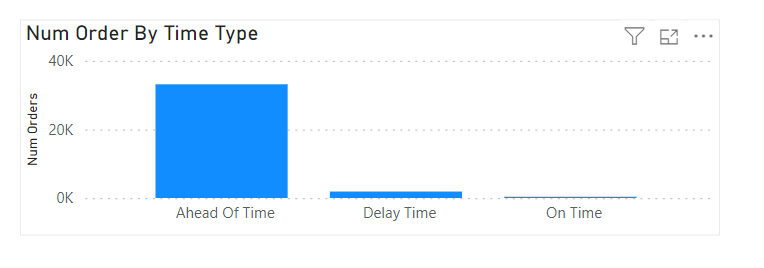 Num Order By Time Type
40K
20K
0K
Num Orders
Ahead Of Time
Delay Time
On Time